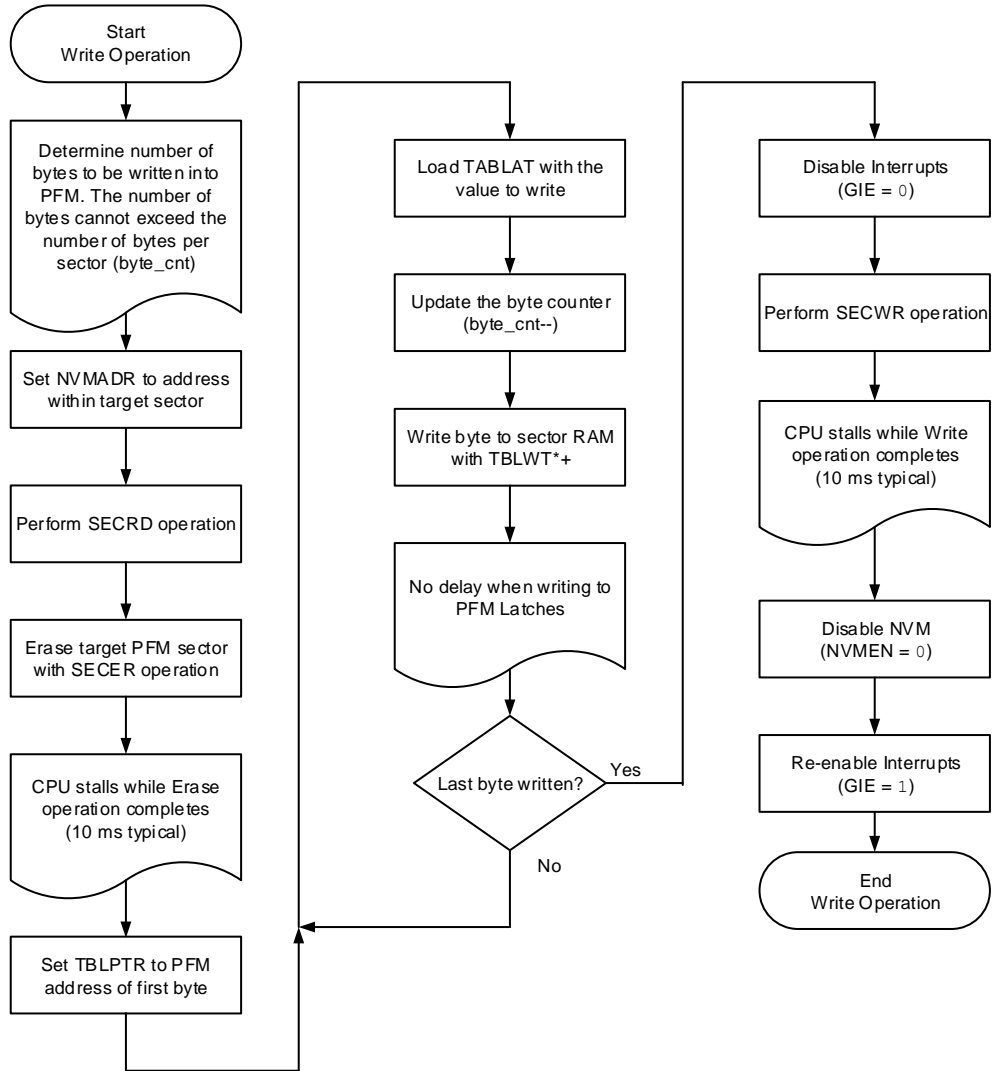 Start
Write Operation
Determine number of
bytes to be written into
PFM. The number of
bytes cannot exceed the
number of bytes per
sector (byte_cnt)
Set NVMADR to address
within target sector
Perform SECRD operation
Erase target PFM sector
with SECER operation
CPU stalls while Erase
operation completes
(10 ms typical)
Set TBLPTR to PFM
address of first byte
Load TABLAT with the
value to write
Update the byte counter
(byte_cnt--)
Write byte to sector RAM
with TBLWT*+
No delay when writing to
PFM Latches
Last byte written?
Yes
No
Disable Interrupts
(GIE = 0)
Perform SECWR operation
CPU stalls while Write
operation completes
(10 ms typical)
Disable NVM
(NVMEN = 0)
Re-enable Interrupts
(GIE = 1)
End
Write Operation